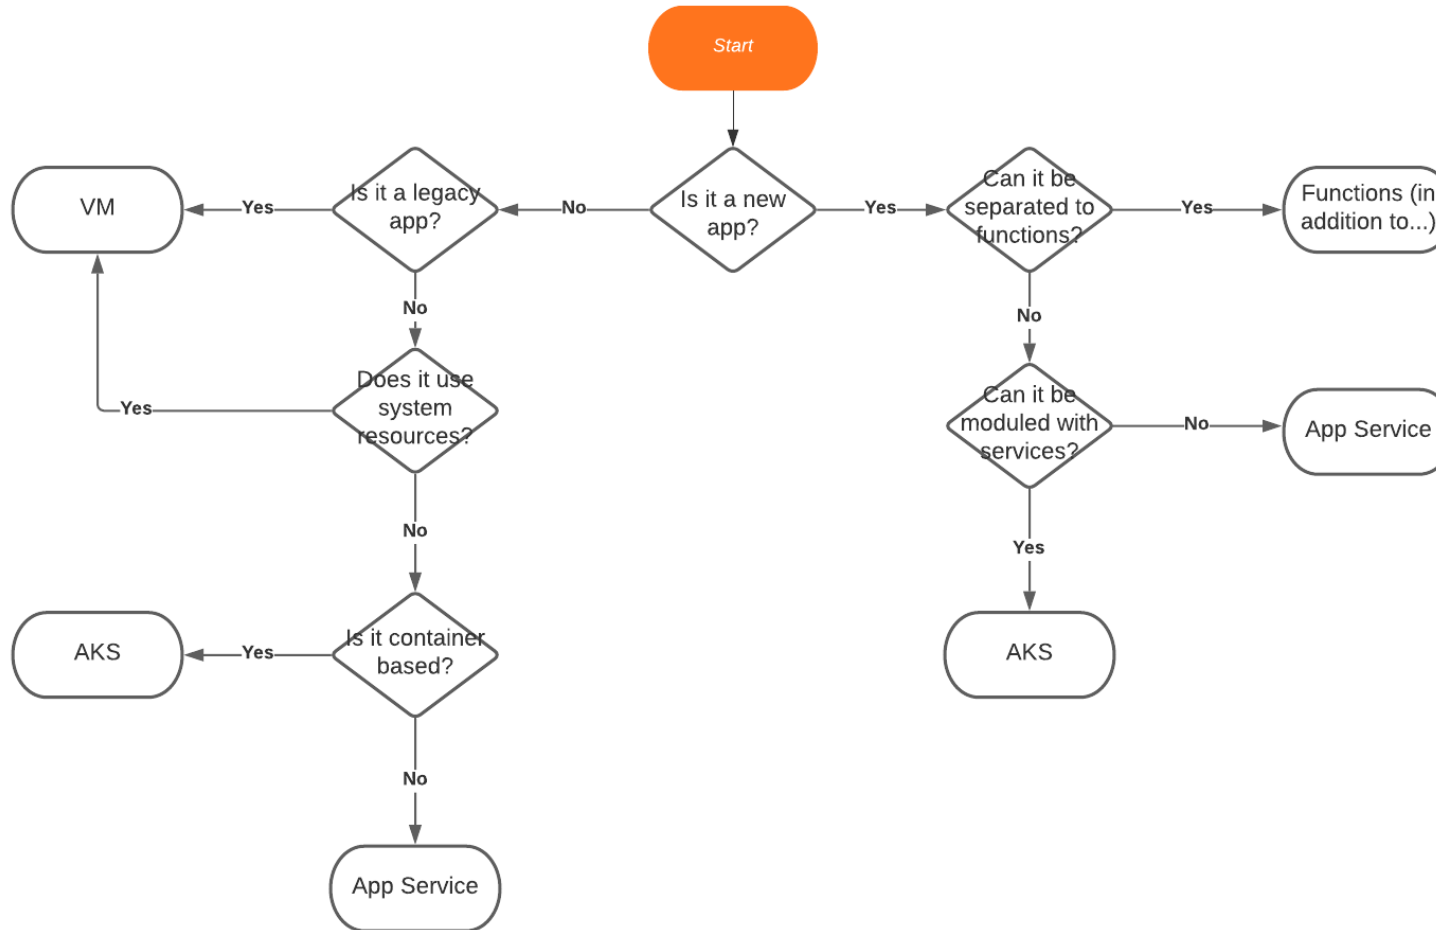 Start
VM
Yes
Is it a legacy
app?
No
Is it a new
app?
Yes
Can it be
separated to
functions?
Yes
Functions (in
addition to...)
No
No
Does it use
system
resources?
Yes
Can it be
moduled with
services?
No
App Service
No
Yes
AKS
Yes
Is it container
based?
AKS
No
App Service